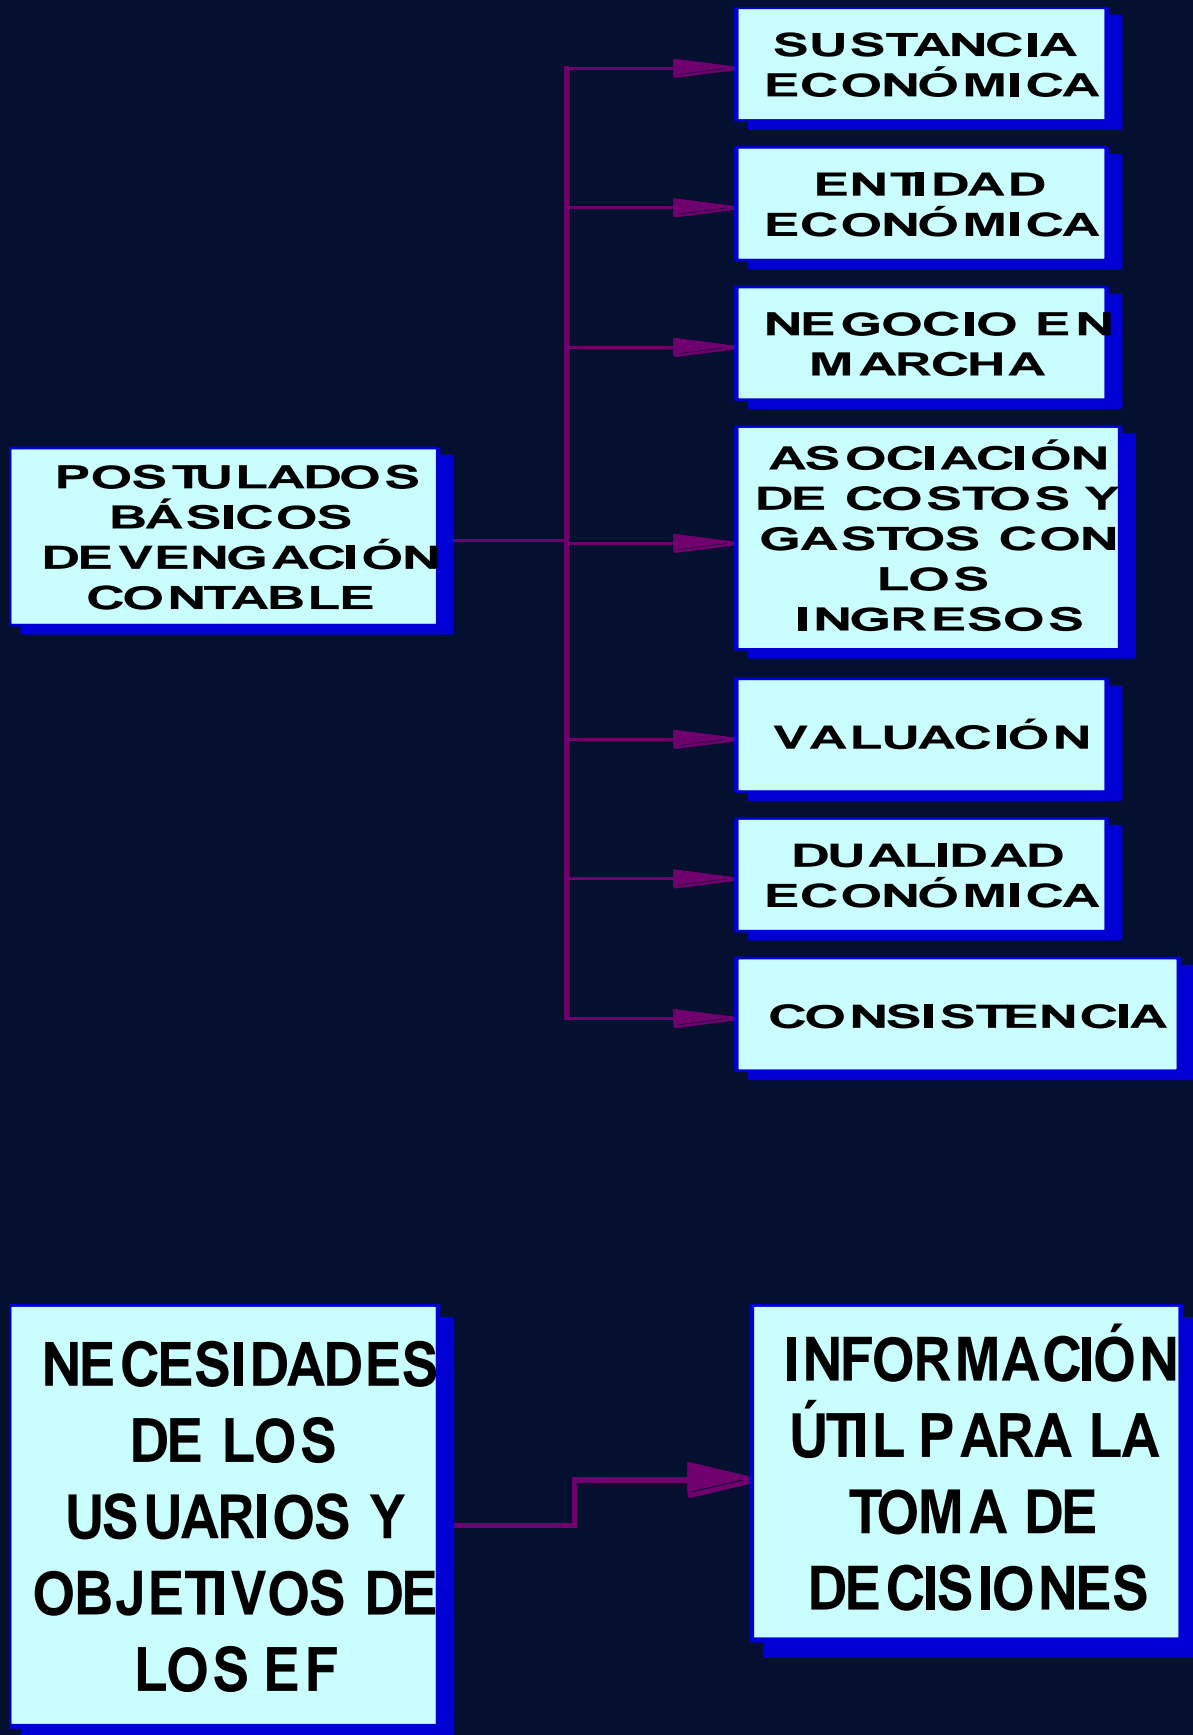 SUSTANCIA
ECONÓMICA
ENTIDAD
ECONÓMICA
NEGOCIO EN
MARCHA
POSTULADOS
BÁSICOS
DEVENGACIÓN
CONTABLE
ASOCIACIÓN
DE COSTOS Y
GASTOS CON
LOS
INGRESOS
VALUACIÓN
DUALIDAD
ECONÓMICA
CONSISTENCIA
NECESIDADES
DE LOS
USUARIOS Y
OBJETIVOS DE
LOS EF
INFORMACIÓN
ÚTIL PARA LA
TOMA DE
DECISIONES